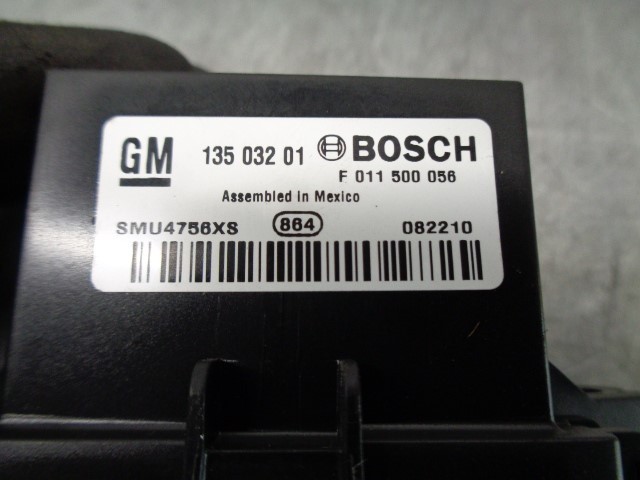 GM 135 032 01 BOSCH
F 011 500 056
Assembled in Mexico
SMU4756XS 864 082210